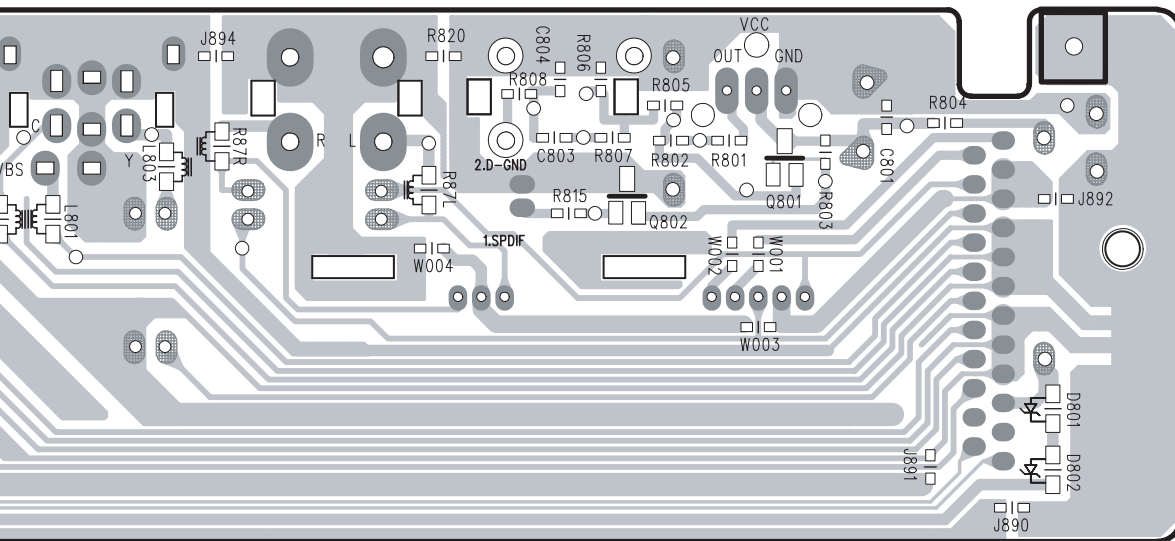 VCC
J894
R820
C804
R806
OUT
GND
R808
R805
R804
C
R
L
Y
L803
R87R
C803
R807
R802
R801
C801
VBS
2.D-GND
R87L
R815
Q801
R803
J892
L801
Q802
1.SPDIF
W004
W002
W001
W003
D801
J891
D802
J890